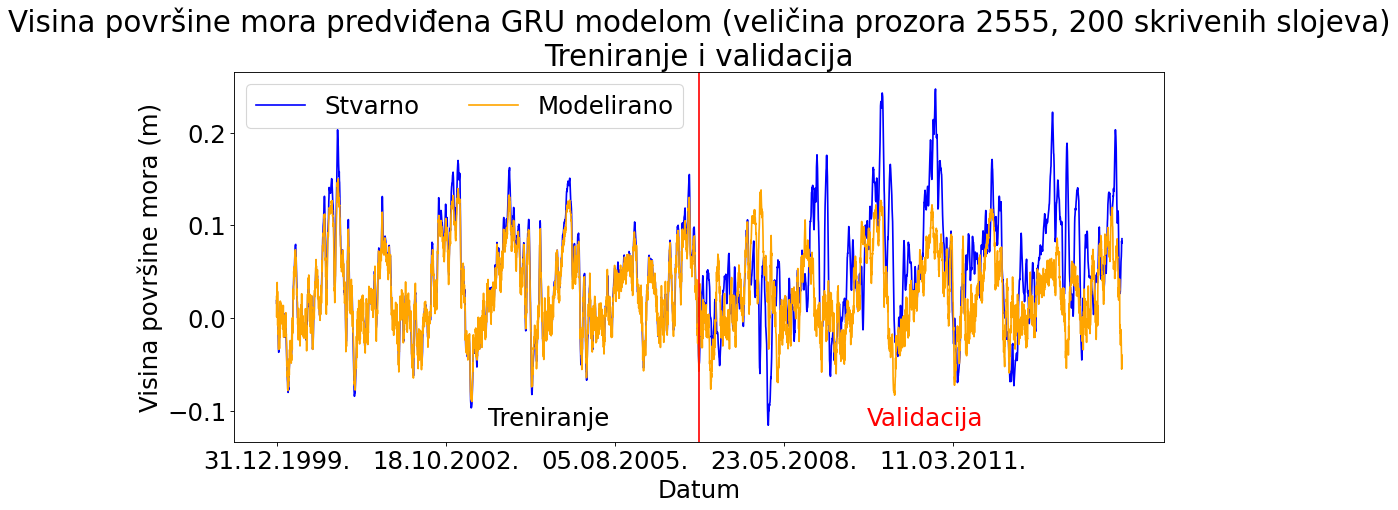 Visina površine mora predviđena GRU modelom (veličina prozora 2555, 200 skrivenih slojeva)
Treniranje i validacija
Stvarno Modelirano
Visina površine mora (m)
0.2
0.1
0.0
−0.1
Treniranje Validacija
31.12.1999. 18.10.2002. 05.08.2005. 23.05.2008. 11.03.2011.
Datum